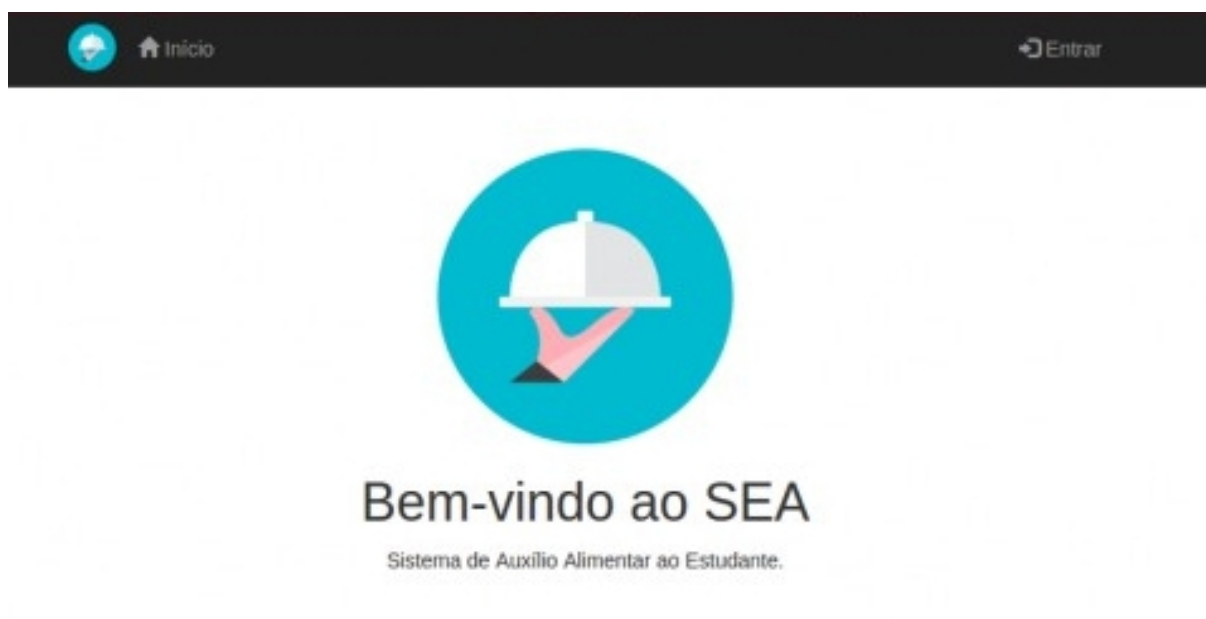 Início
Entrar
Bem-vindo ao SEA
Sistema de Auxílio Alimentar ao Estudante.